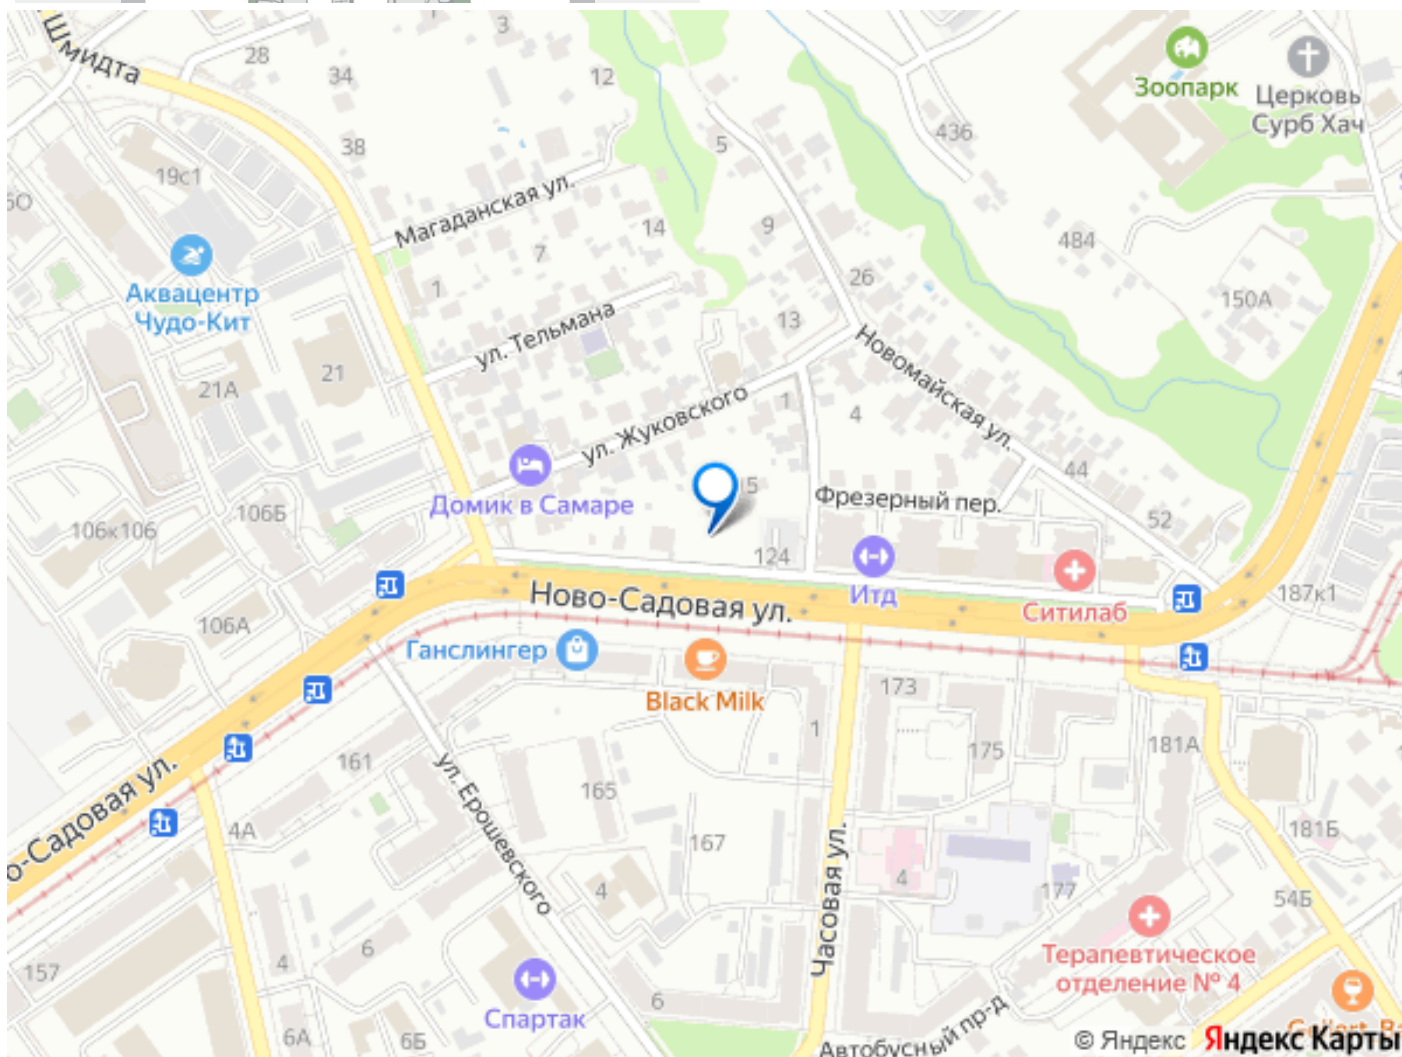 Шмидта
28
34
3
12
38
5
436
Зоопарк
Церковь
Сурб Хач
19с1
Магаданская ул.
14
9
7
484
26
150А
Аквацентр
Чудо-Кит
1
13
ул. Тельмана
Новомайская ул.
21
21А
ул. Жуковского
1
4
44
Домик в Самаре
5
Фрезерный пер.
106к106
106Б
52
124
Итд
Ситилаб
187к1
Ново-Садовая ул.
106А
Ганслингер
Black Milk
173
175
181А
1
161
ул. Ерошевского
165
167
о-Садовая ул.
4А
181Б
Часовая ул.
4
4
177
54Б
157
4
6
Терапевтическое
отделение № 4
Спартак
6
6А
6Б
Автобусный пр-д
© Яндекс Яндекс Карты